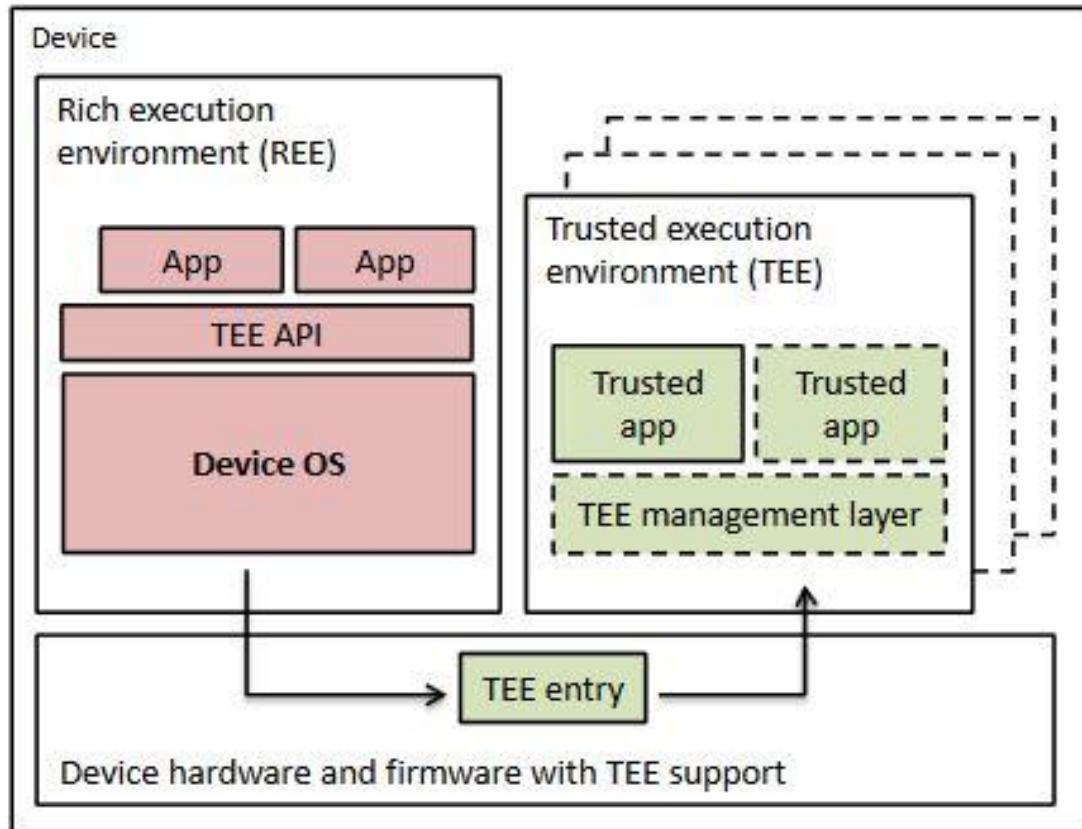 Device
Rich execution
environment (REE)
App
App
TEE API
Device OS
Trusted execution
environment (TEE)
Trusted
app
Trusted
app
TEE management layer
TEE entry
Device hardware and firmware with TEE support